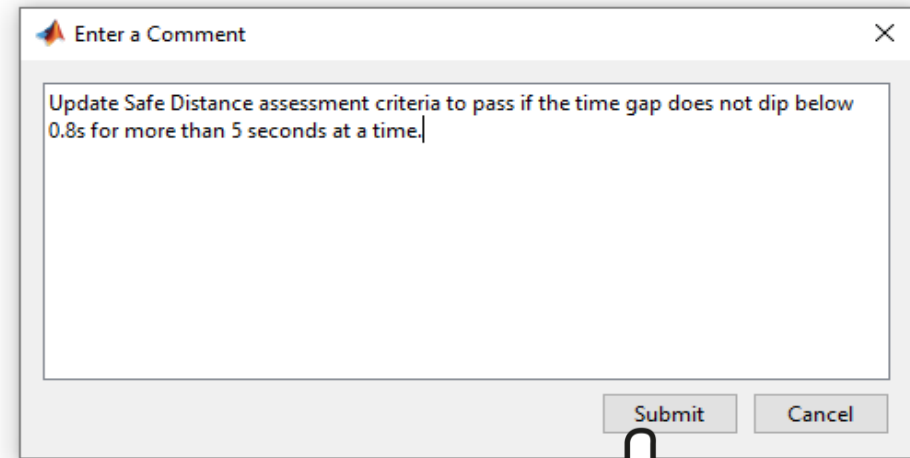 Enter a Comment
Update Safe Distance assessment criteria to pass if the time gap does not dip below
0.8s for more than 5 seconds at a time.
Submit Cancel